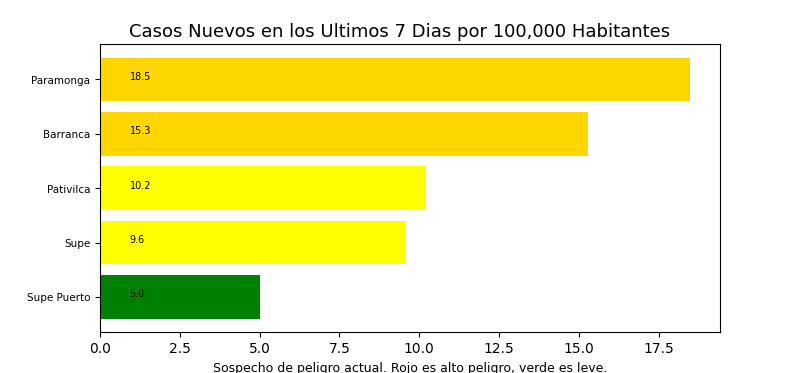 Casos Nuevos en los Ultimos 7 Dias por 100,000 Habitantes
Paramonga 18.5
Barranca 15.3
Pativilca 10.2
Supe 9.6
Supe Puerto 5.0
0.0 2.5 5.0 7.5 10.0 12.5 15.0 17.5
Sospecho de peligro actual. Rojo es alto peligro, verde es leve.